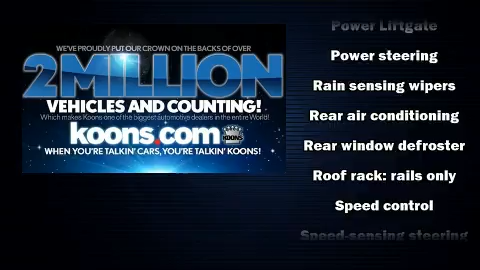 WE'VE PROUDLY PUT OUR CROWN ON THE BACKS OF OVER
2 MILLION
VEHICLES AND COUNTING!
Which makes Koons one of the biggest automotive dealers in the entire World!
koons.com
KOONS
WHEN YOU'RE TALKIN' CARS, YOU'RE TALKIN' KOONS!
Power Liftgate
Power steering
Rain sensing wipers
Rear air conditioning
Rear window defroster
Roof rack: rails only
Speed control
Speed-sensing steering